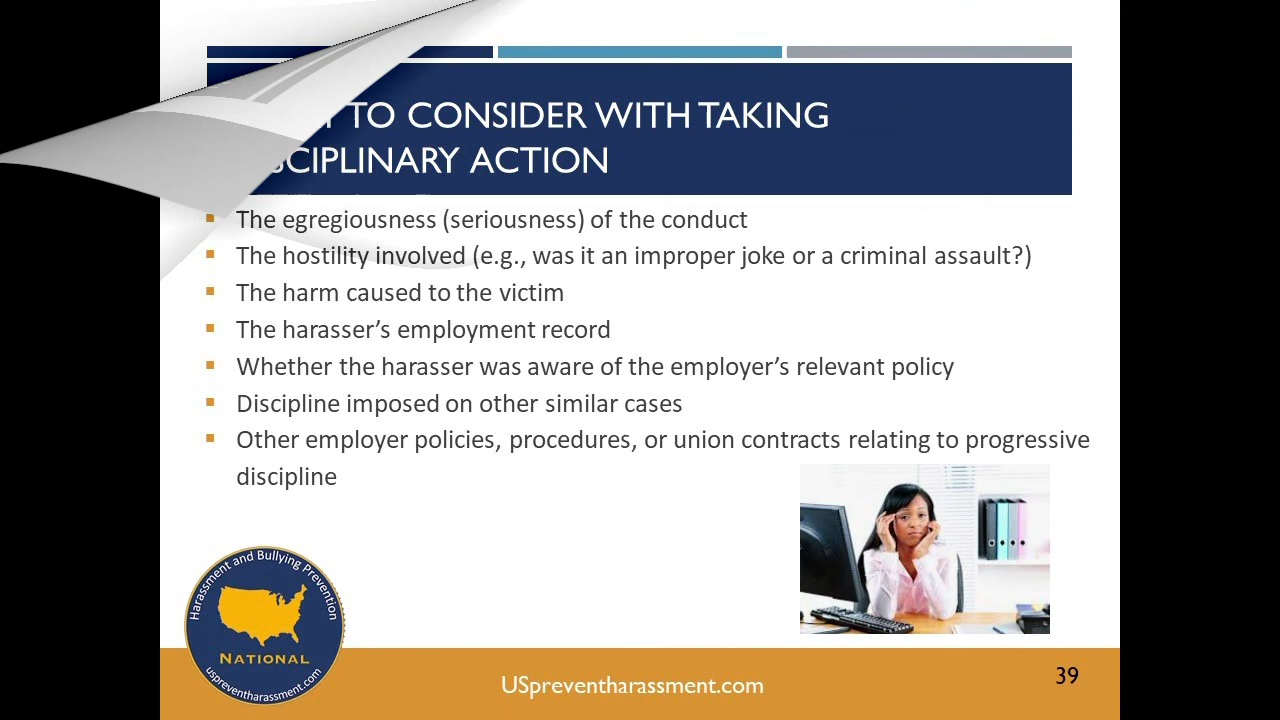 TO CONSIDER WITH TAKING
DISCIPLINARY ACTION
▪ The egregiousness (seriousness) of the conduct
▪ The hostility involved (e.g., was it an improper joke or a criminal assault?)
▪ The harm caused to the victim
▪ The harasser’s employment record
▪ Whether the harasser was aware of the employer’s relevant policy
▪ Discipline imposed on other similar cases
▪ Other employer policies, procedures, or union contracts relating to progressive
discipline
Harassment and Bullying Prevention
NATIONAL
uspreventharassment.com
USpreventharassment.com
39